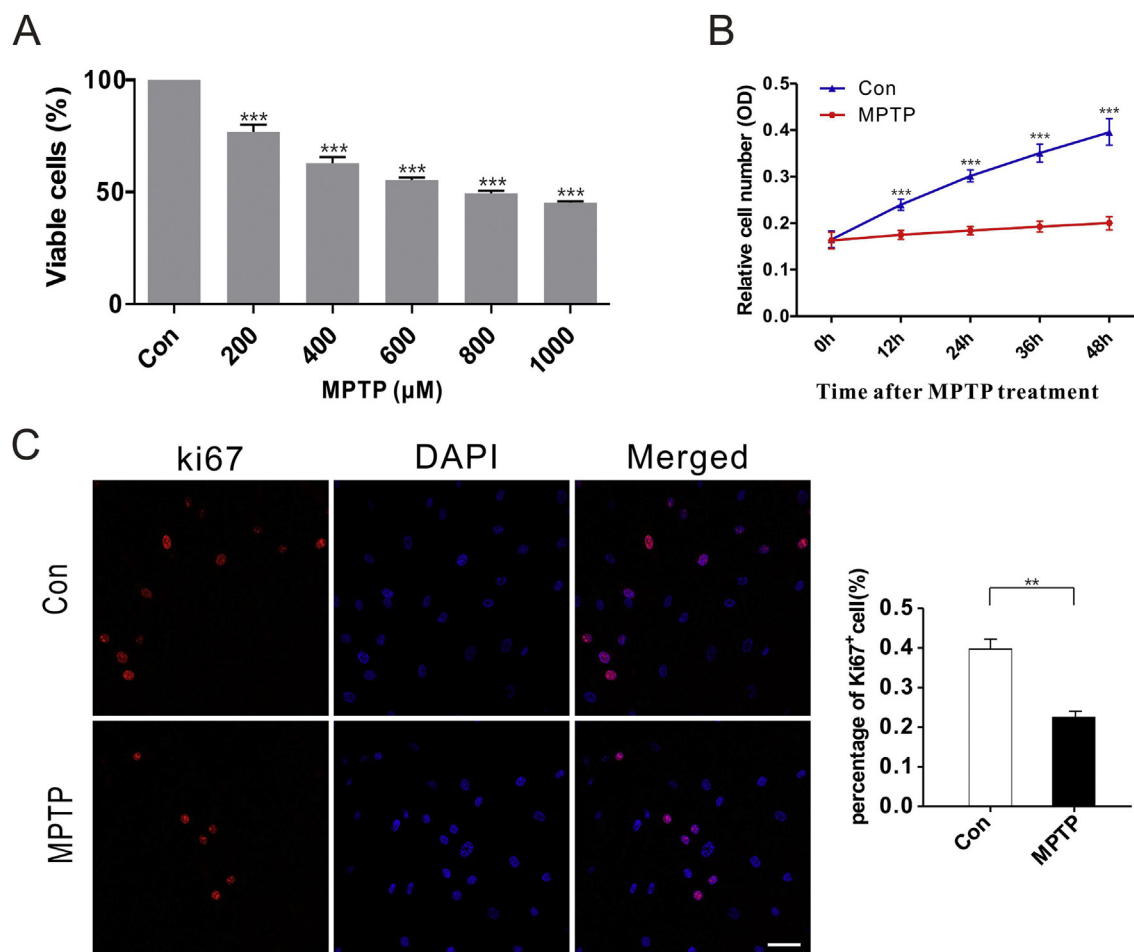 A
Viable cells (%)
100
50
0
***
***
***
***
***
Con
200
400
600
800
1000
MPTP (μM)
B
Relative cell number (OD)
0.5
0.4
0.3
0.2
0.1
0.0
Con
MPTP
***
***
***
***
0h
12h
24h
36h
48h
Time after MPTP treatment
C
ki67
DAPI
Merged
Con
MPTP
percentage of Ki67⁺ cell(%)
0.5
0.4
0.3
0.2
0.1
0.0
**
Con
MPTP